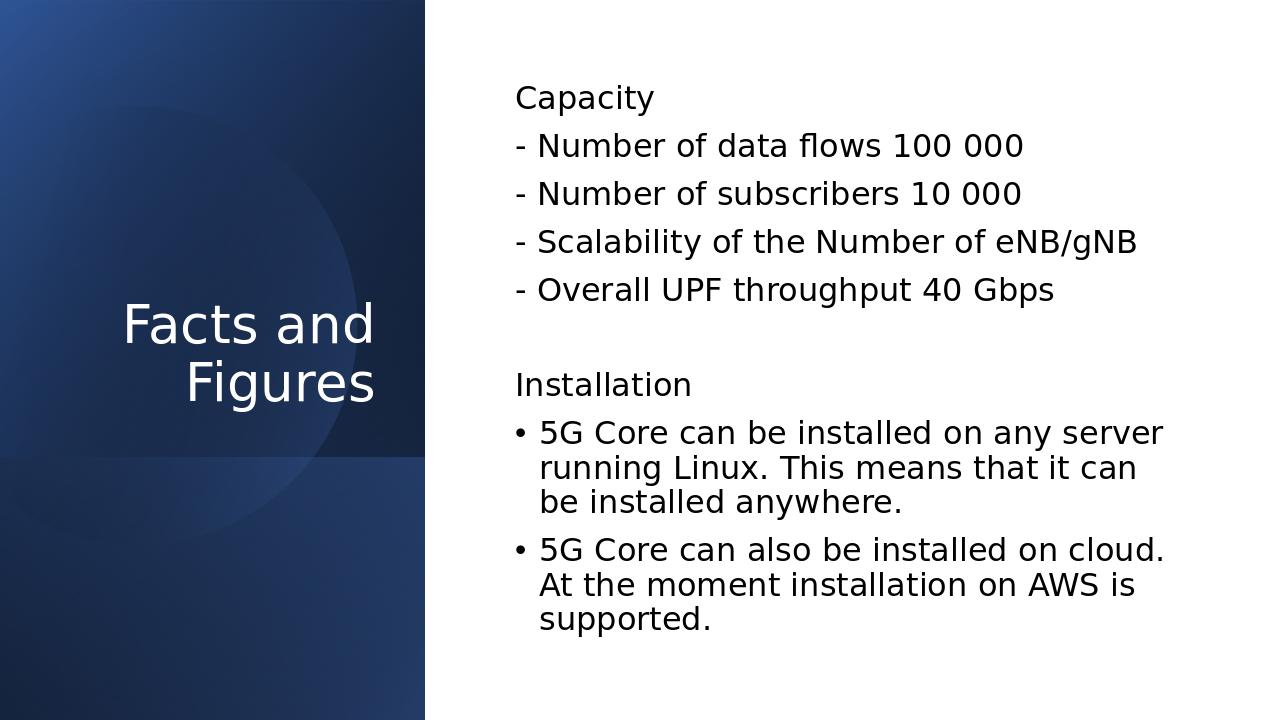 Facts and
Figures
Capacity
- Number of data flows 100 000
- Number of subscribers 10 000
- Scalability of the Number of eNB/gNB
- Overall UPF throughput 40 Gbps
Installation
• 5G Core can be installed on any server
running Linux. This means that it can
be installed anywhere.
• 5G Core can also be installed on cloud.
At the moment installation on AWS is
supported.